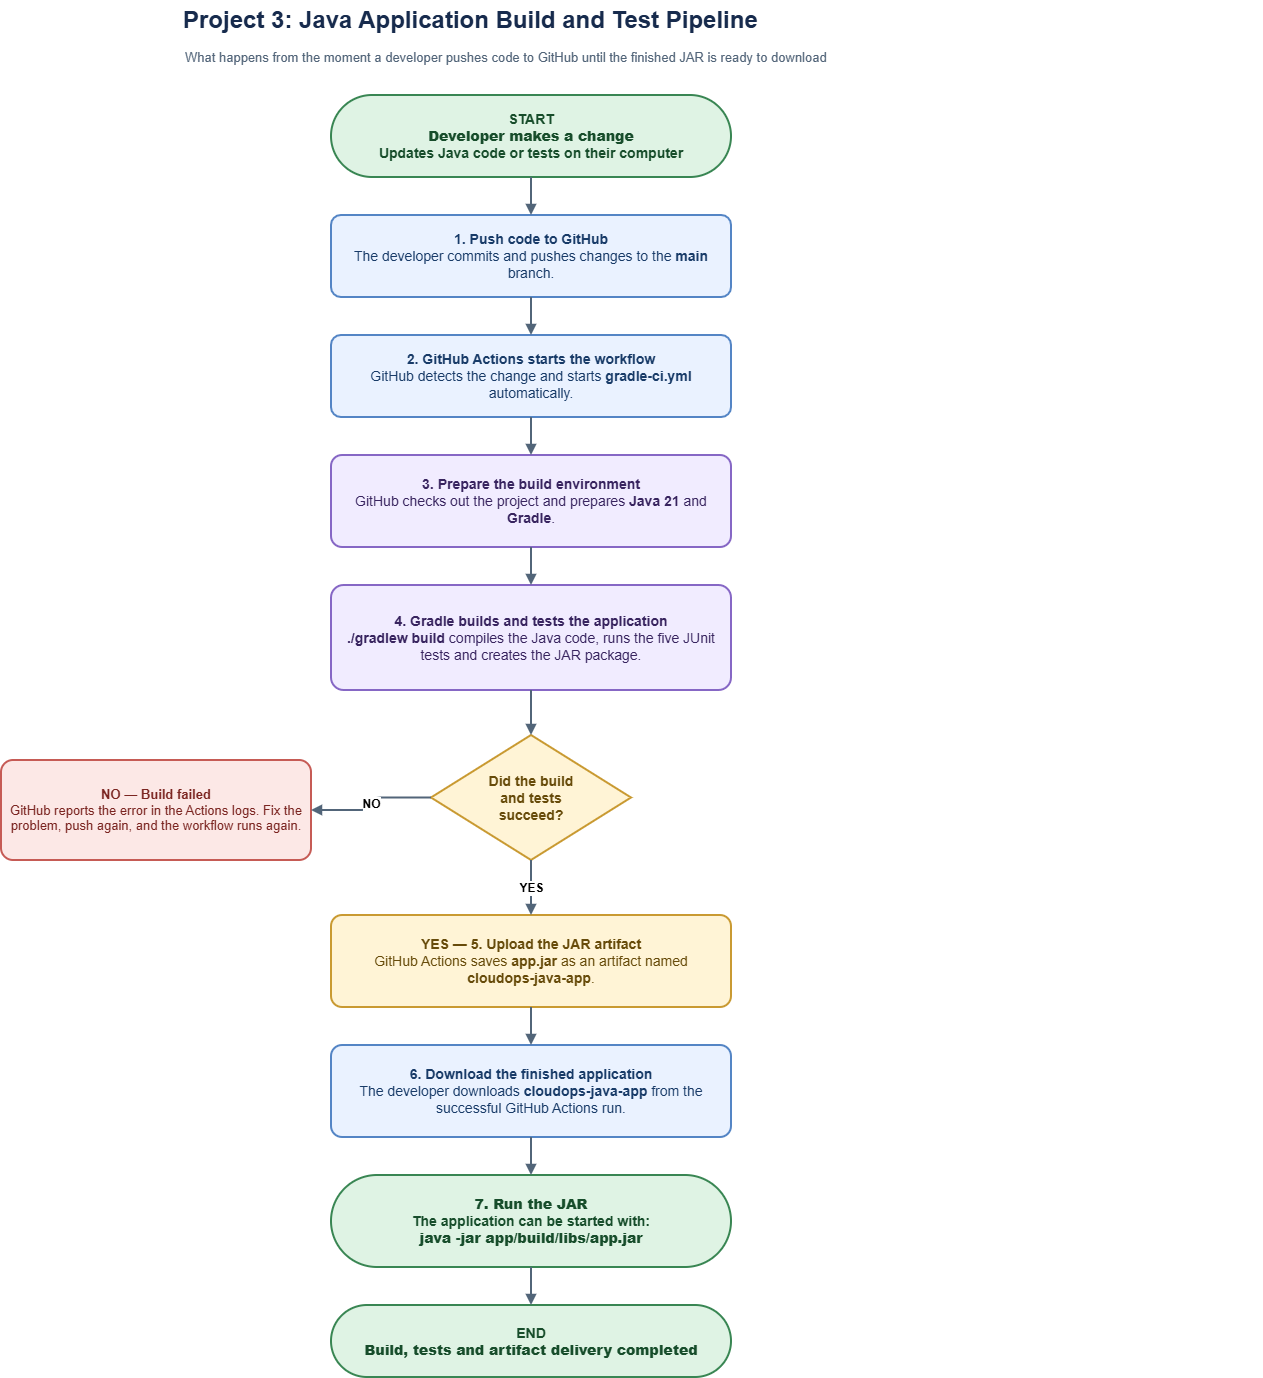 Project 3: Java Application Build and Test Pipeline
What happens from the moment a developer pushes code to GitHub until the finished JAR is ready to download
START
Developer makes a change
Updates Java code or tests on their computer
1. Push code to GitHub
The developer commits and pushes changes to the main
branch.
2. GitHub Actions starts the workflow
GitHub detects the change and starts gradle-ci.yml
automatically.
3. Prepare the build environment
GitHub checks out the project and prepares Java 21 and
Gradle.
4. Gradle builds and tests the application
./gradlew build compiles the Java code, runs the five JUnit
tests and creates the JAR package.
Did the build
and tests
succeed?
NO
NO — Build failed
GitHub reports the error in the Actions logs. Fix the
problem, push again, and the workflow runs again.
YES
YES — 5. Upload the JAR artifact
GitHub Actions saves app.jar as an artifact named
cloudops-java-app.
6. Download the finished application
The developer downloads cloudops-java-app from the
successful GitHub Actions run.
7. Run the JAR
The application can be started with:
java -jar app/build/libs/app.jar
END
Build, tests and artifact delivery completed